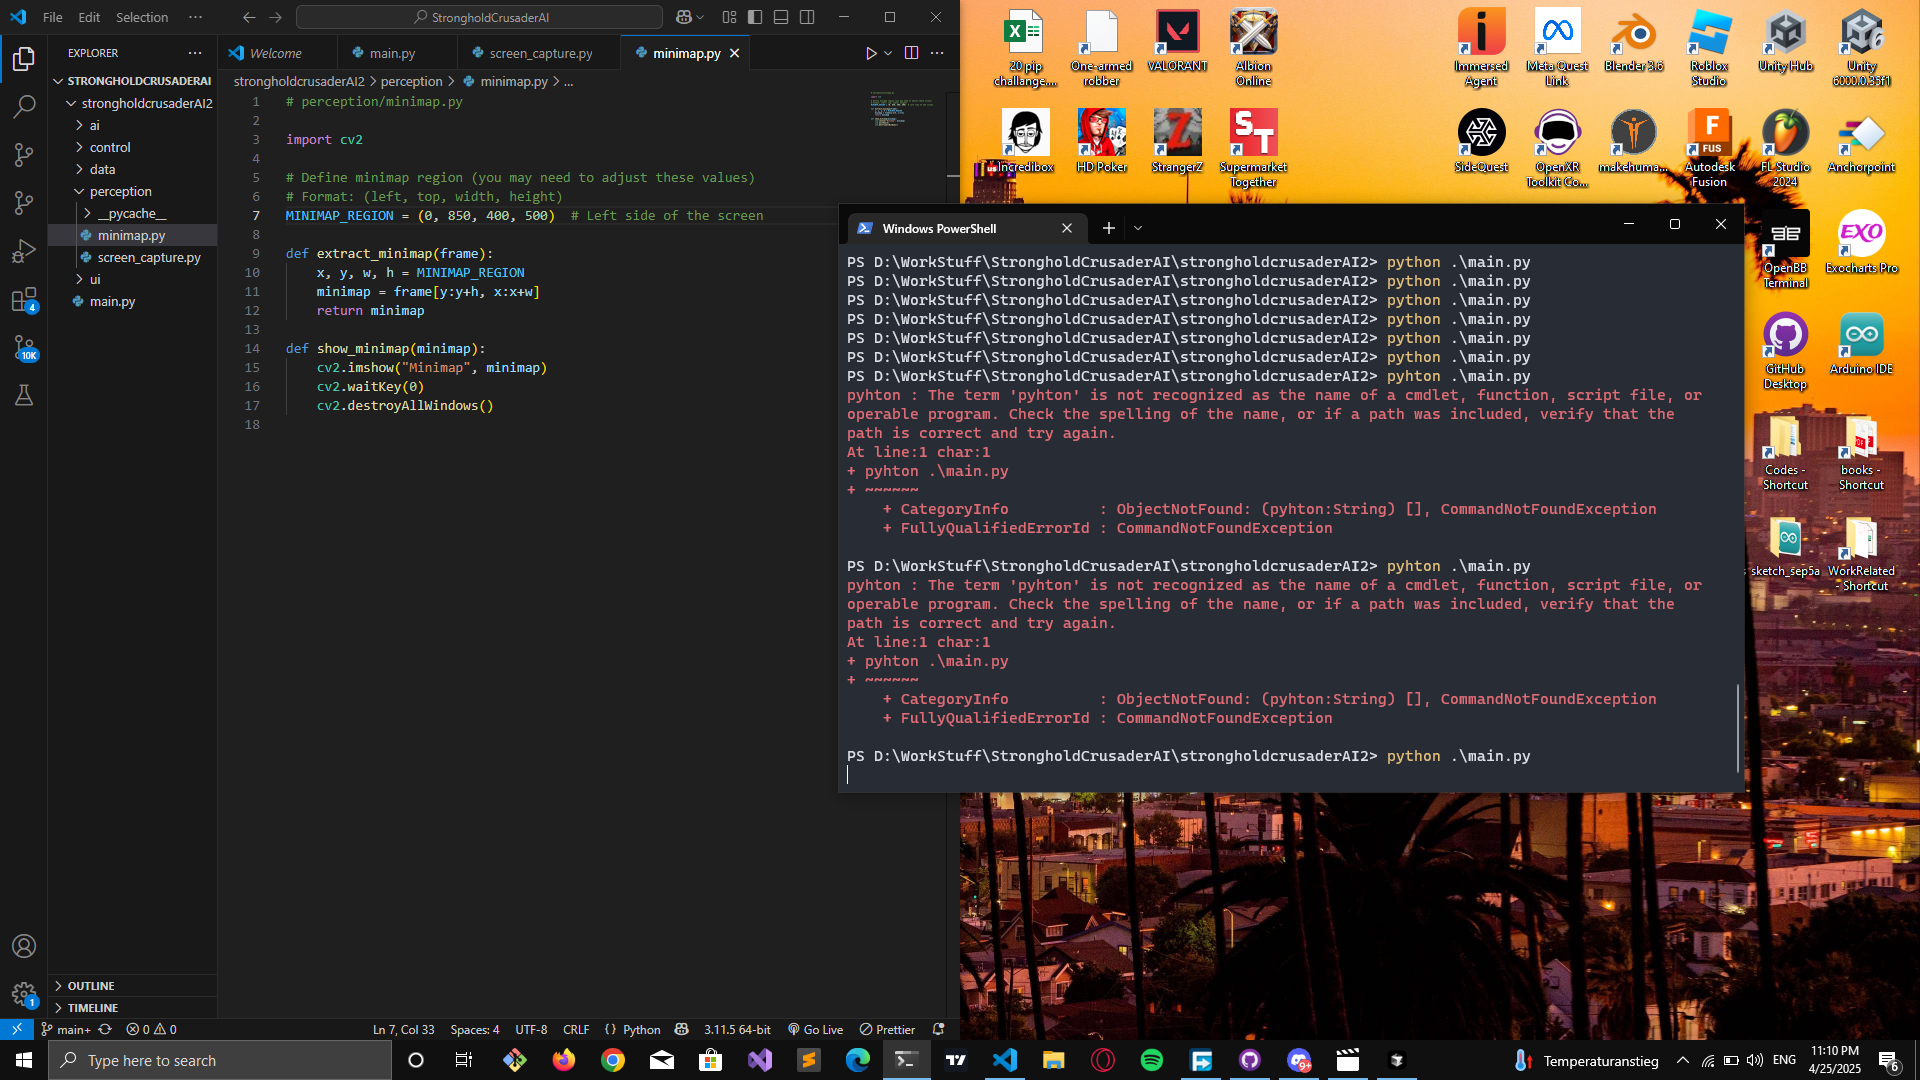 File Edit Selection ···
StrongholdCrusaderAI
EXPLORER
Welcome
main.py
screen_capture.py
minimap.py
STRONGHOLDCRUSADERAI
strongholdcrusaderAI2
ai
control
data
perception
__pycache__
minimap.py
screen_capture.py
ui
main.py
OUTLINE
TIMELINE
4
10K
1
strongholdcrusaderAI2 > perception > minimap.py > ...
1 # perception/minimap.py
2
3 import cv2
4
5 # Define minimap region (you may need to adjust these values)
6 # Format: (left, top, width, height)
7 MINIMAP_REGION = (0, 850, 400, 500)  # Left side of the screen
8
9 def extract_minimap(frame):
10     x, y, w, h = MINIMAP_REGION
11     minimap = frame[y:y+h, x:x+w]
12     return minimap
13
14 def show_minimap(minimap):
15     cv2.imshow("Minimap", minimap)
16     cv2.waitKey(0)
17     cv2.destroyAllWindows()
18
main+ 0 0 Ln 7, Col 33 Spaces: 4 UTF-8 CRLF Python 3.11.5 64-bit Go Live Prettier
20 pip challange....
One-armed robber
VALORANT
Albion Online
Immersed Agent
Meta Quest Link
Blender 3.6
Roblox Studio
Unity Hub
Unity 6000.0.35f1
Incredibox
HD Poker
StrangerZ
Supermarket Together
SideQuest
OpenXR Toolkit Co...
makehuma...
Autodesk Fusion
FL Studio 2024
Anchorpoint
OpenBB Terminal
Exocharts Pro
GitHub Desktop
Arduino IDE
Codes - Shortcut
books - Shortcut
sketch_sep5a
WorkRelated - Shortcut
Windows PowerShell
PS D:\WorkStuff\StrongholdCrusaderAI\strongholdcrusaderAI2> python .\main.py
PS D:\WorkStuff\StrongholdCrusaderAI\strongholdcrusaderAI2> python .\main.py
PS D:\WorkStuff\StrongholdCrusaderAI\strongholdcrusaderAI2> python .\main.py
PS D:\WorkStuff\StrongholdCrusaderAI\strongholdcrusaderAI2> python .\main.py
PS D:\WorkStuff\StrongholdCrusaderAI\strongholdcrusaderAI2> python .\main.py
PS D:\WorkStuff\StrongholdCrusaderAI\strongholdcrusaderAI2> python .\main.py
PS D:\WorkStuff\StrongholdCrusaderAI\strongholdcrusaderAI2> pyhton .\main.py
pyhton : The term 'pyhton' is not recognized as the name of a cmdlet, function, script file, or
operable program. Check the spelling of the name, or if a path was included, verify that the
path is correct and try again.
At line:1 char:1
+ pyhton .\main.py
+ ~~~~~~
    + CategoryInfo          : ObjectNotFound: (pyhton:String) [], CommandNotFoundException
    + FullyQualifiedErrorId : CommandNotFoundException
PS D:\WorkStuff\StrongholdCrusaderAI\strongholdcrusaderAI2> pyhton .\main.py
pyhton : The term 'pyhton' is not recognized as the name of a cmdlet, function, script file, or
operable program. Check the spelling of the name, or if a path was included, verify that the
path is correct and try again.
At line:1 char:1
+ pyhton .\main.py
+ ~~~~~~
    + CategoryInfo          : ObjectNotFound: (pyhton:String) [], CommandNotFoundException
    + FullyQualifiedErrorId : CommandNotFoundException
PS D:\WorkStuff\StrongholdCrusaderAI\strongholdcrusaderAI2> python .\main.py
Type here to search
9+
Temperaturanstieg
ENG
11:10 PM
4/25/2025
6